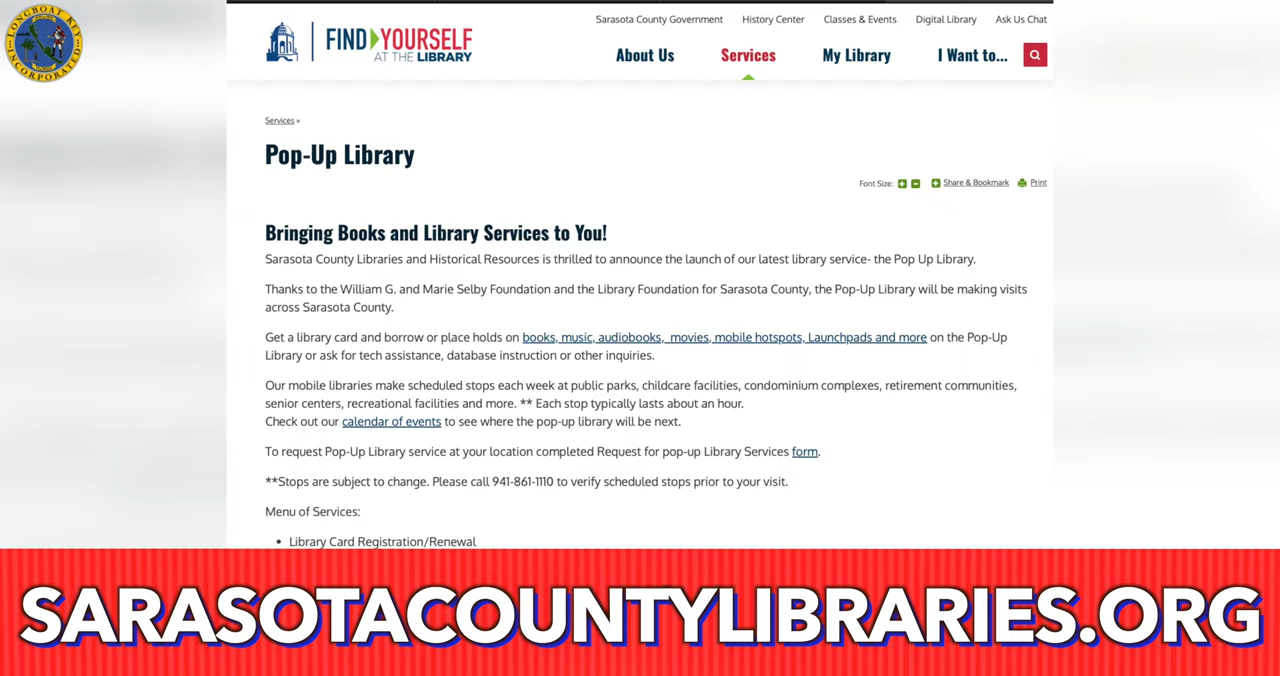 LONGBOAT KEY
INCORPORATED
Sarasota County Government History Center Classes & Events Digital Library Ask Us Chat
FIND YOURSELF
AT THE LIBRARY
About Us Services My Library I Want to...
Services »
Pop-Up Library
Font Size: Share & Bookmark Print
Bringing Books and Library Services to You!
Sarasota County Libraries and Historical Resources is thrilled to announce the launch of our latest library service- the Pop Up Library.
Thanks to the William G. and Marie Selby Foundation and the Library Foundation for Sarasota County, the Pop-Up Library will be making visits
across Sarasota County.
Get a library card and borrow or place holds on books, music, audiobooks, movies, mobile hotspots, Launchpads and more on the Pop-Up
Library or ask for tech assistance, database instruction or other inquiries.
Our mobile libraries make scheduled stops each week at public parks, childcare facilities, condominium complexes, retirement communities,
senior centers, recreational facilities and more. ** Each stop typically lasts about an hour.
Check out our calendar of events to see where the pop-up library will be next.
To request Pop-Up Library service at your location completed Request for pop-up Library Services form.
**Stops are subject to change. Please call 941-861-1110 to verify scheduled stops prior to your visit.
Menu of Services:
• Library Card Registration/Renewal
SARASOTACOUNTYLIBRARIES.ORG